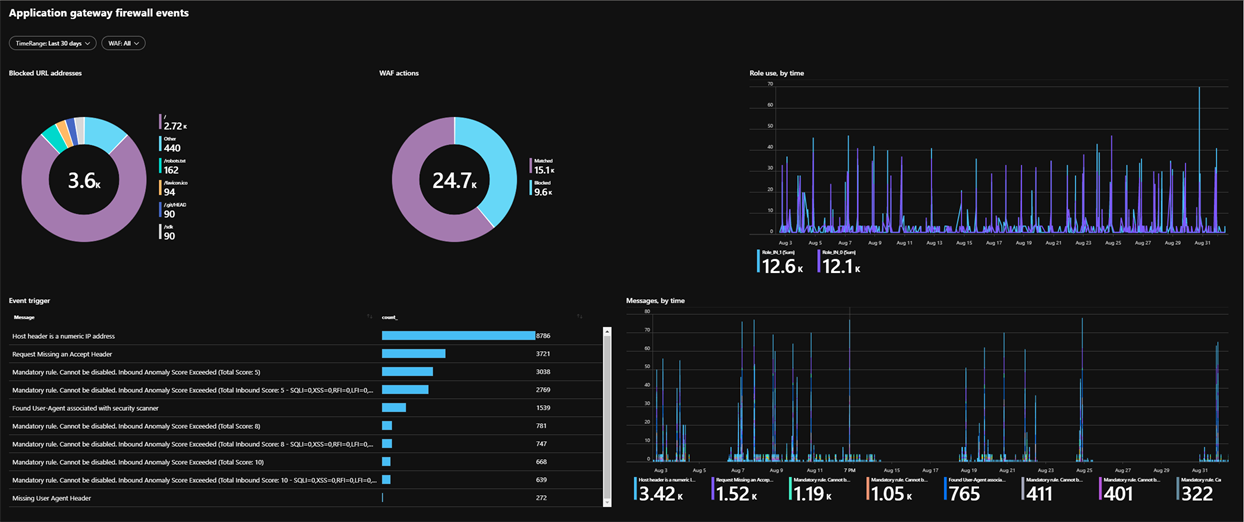 Application gateway firewall events
TimeRange: Last 30 days
WAF: All
Blocked URL addresses
3.6K
/
2.72 K
Other
440
/robots.txt
162
/favicon.ico
94
/.git/HEAD
90
/sdk
90
WAF actions
24.7K
Matched
15.1K
Blocked
9.6K
Role use, by time
70
60
50
40
30
20
10
0
Aug 3 Aug 5 Aug 7 Aug 9 Aug 11 Aug 13 Aug 15 Aug 17 Aug 19 Aug 21 Aug 23 Aug 25 Aug 27 Aug 29 Aug 31
Role_IN_1 (Sum)
12.6 K
Role_IN_0 (Sum)
12.1 K
Event trigger
Message count_
Host header is a numeric IP address 8786
Request Missing an Accept Header 3721
Mandatory rule. Cannot be disabled. Inbound Anomaly Score Exceeded (Total Score: 5) 3038
Mandatory rule. Cannot be disabled. Inbound Anomaly Score Exceeded (Total Inbound Score: 5 - SQLI=0,XSS=0,RFI=0,LFI=0,... 2769
Found User-Agent associated with security scanner 1539
Mandatory rule. Cannot be disabled. Inbound Anomaly Score Exceeded (Total Score: 8) 781
Mandatory rule. Cannot be disabled. Inbound Anomaly Score Exceeded (Total Inbound Score: 8 - SQLI=0,XSS=0,RFI=0,LFI=0,... 747
Mandatory rule. Cannot be disabled. Inbound Anomaly Score Exceeded (Total Score: 10) 668
Mandatory rule. Cannot be disabled. Inbound Anomaly Score Exceeded (Total Inbound Score: 10 - SQLI=0,XSS=0,RFI=0,LFI=0,... 639
Missing User Agent Header 272
Messages, by time
80
70
60
50
40
30
20
10
0
Aug 3 Aug 5 Aug 7 Aug 9 Aug 11 7 PM Aug 15 Aug 17 Aug 19 Aug 21 Aug 23 Aug 25 Aug 27 Aug 29 Aug 31
Host header is a numeric I...
3.42 K
Request Missing an Accep...
1.52 K
Mandatory rule. Cannot b...
1.19 K
Mandatory rule. Cannot b...
1.05 K
Found User-Agent associa...
765
Mandatory rule. Cannot b...
411
Mandatory rule. Cannot b...
401
Mandatory rule. Ca
322